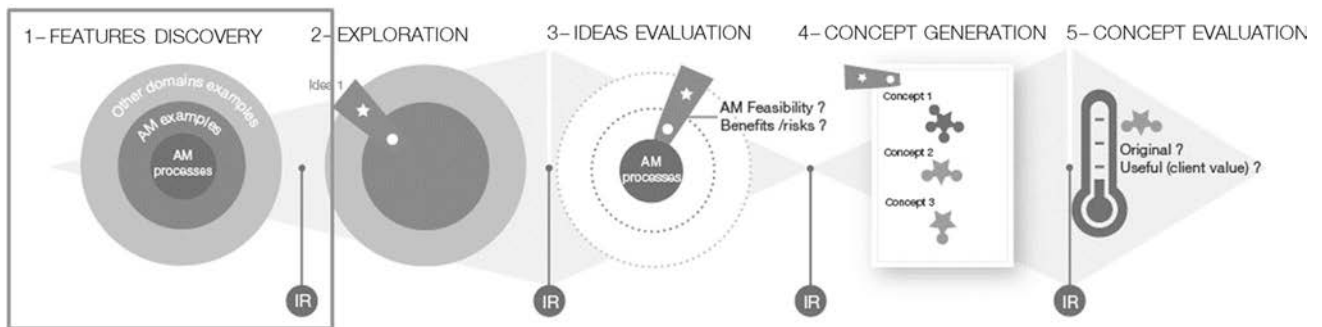 1– FEATURES DISCOVERY
2– EXPLORATION
3– IDEAS EVALUATION
4– CONCEPT GENERATION
5– CONCEPT EVALUATION
Other domains examples
AM examples
AM
processes
Idea 1
AM Feasibility ?
Benefits /risks ?
AM
processes
Concept 1
Concept 2
Concept 3
Original ?
Useful (client value) ?
IR
IR
IR
IR